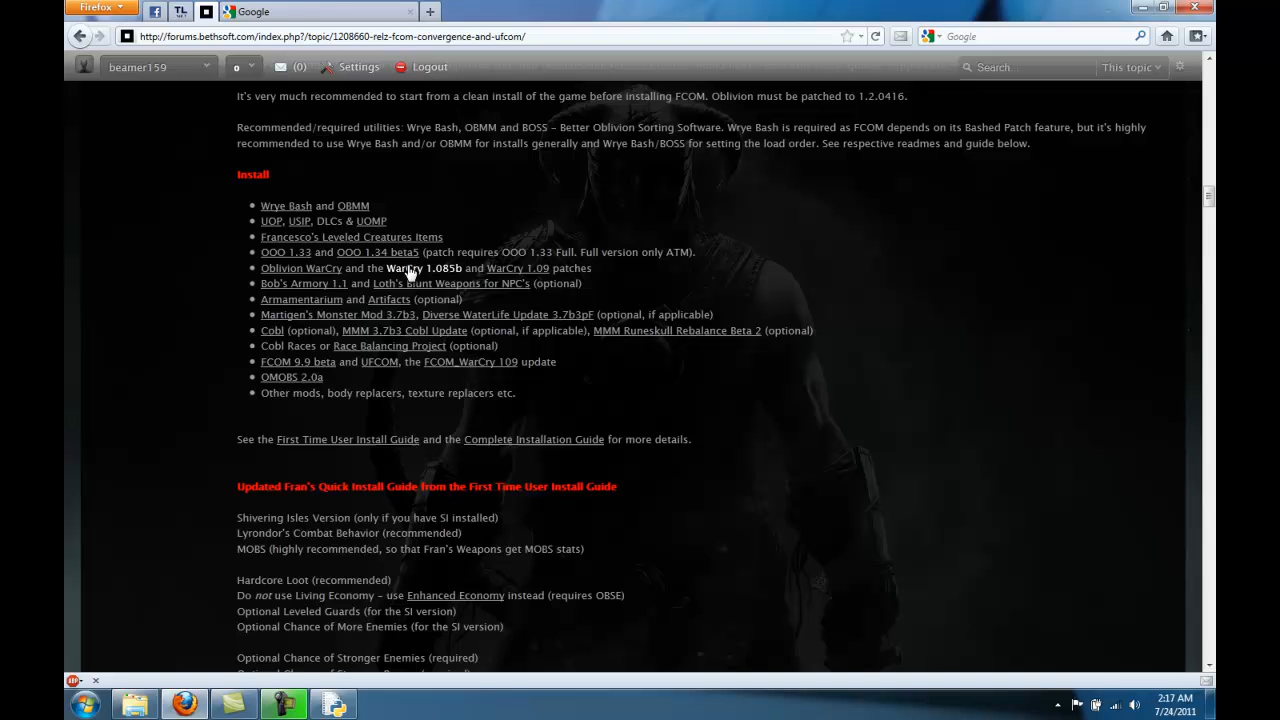 Firefox
TL
Google
http://forums.bethsoft.com/index.php?/topic/1208660-relz-fcom-convergence-and-ufcom/
Google
beamer159
0
(0)
Settings
Logout
Search...
This topic
It's very much recommended to start from a clean install of the game before installing FCOM. Oblivion must be patched to 1.2.0416.
Recommended/required utilities: Wrye Bash, OBMM and BOSS – Better Oblivion Sorting Software. Wrye Bash is required as FCOM depends on its Bashed Patch feature, but it's highly
recommended to use Wrye Bash and/or OBMM for installs generally and Wrye Bash/BOSS for setting the load order. See respective readmes and guide below.
Install
Wrye Bash and OBMM
UOP, USIP, DLCs & UOMP
Francesco's Leveled Creatures Items
OOO 1.33 and OOO 1.34 beta5 (patch requires OOO 1.33 Full. Full version only ATM).
Oblivion WarCry and the WarCry 1.085b and WarCry 1.09 patches
Bob's Armory 1.1 and Loth's Blunt Weapons for NPC's (optional)
Armamentarium and Artifacts (optional)
Martigen's Monster Mod 3.7b3, Diverse WaterLife Update 3.7b3pF (optional, if applicable)
Cobl (optional), MMM 3.7b3 Cobl Update (optional, if applicable), MMM Runeskull Rebalance Beta 2 (optional)
Cobl Races or Race Balancing Project (optional)
FCOM 9.9 beta and UFCOM, the FCOM_WarCry 109 update
OMOBS 2.0a
Other mods, body replacers, texture replacers etc.
See the First Time User Install Guide and the Complete Installation Guide for more details.
Updated Fran's Quick Install Guide from the First Time User Install Guide
Shivering Isles Version (only if you have SI installed)
Lyrondor's Combat Behavior (recommended)
MOBS (highly recommended, so that Fran's Weapons get MOBS stats)
Hardcore Loot (recommended)
Do not use Living Economy – use Enhanced Economy instead (requires OBSE)
Optional Leveled Guards (for the SI version)
Optional Chance of More Enemies (for the SI version)
Optional Chance of Stronger Enemies (required)
2:17 AM
7/24/2011